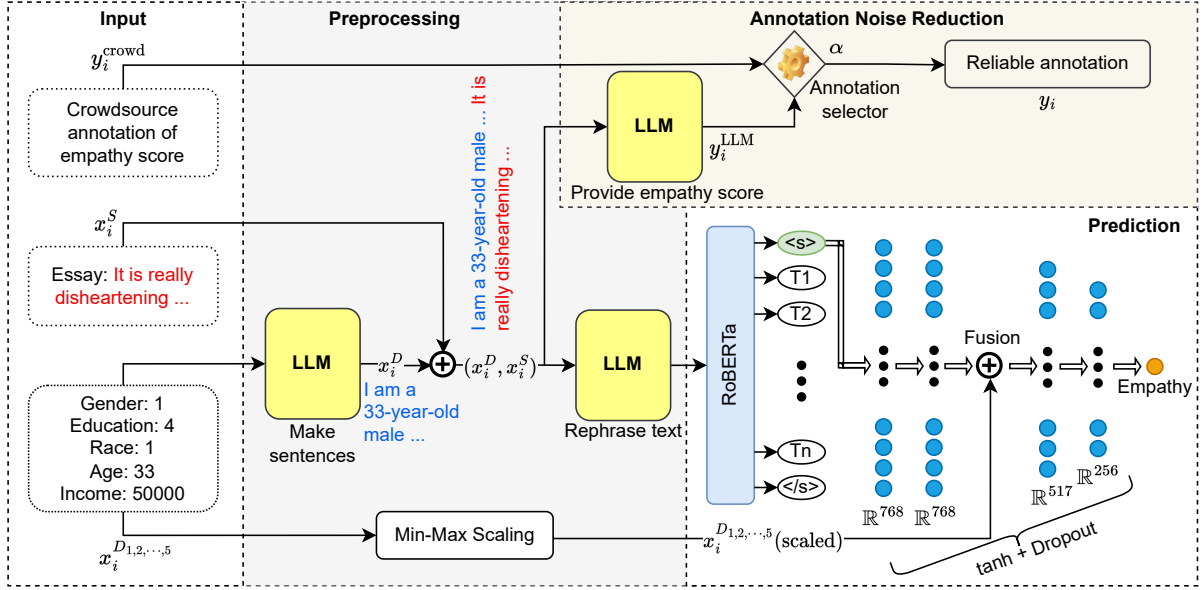 Input
Preprocessing
Annotation Noise Reduction
y_i^crowd
Crowdsource
annotation of
empathy score
x_i^S
Essay: It is really
disheartening ...
Gender: 1
Education: 4
Race: 1
Age: 33
Income: 50000
x_i^{D_{1,2,⋯,5}}
LLM
Make
sentences
x_i^D
I am a
33-year-old
male ...
(x_i^D, x_i^S)
I am a 33-year-old male ... It is
really disheartening ...
Min-Max Scaling
LLM
Provide empathy score
y_i^LLM
α
Annotation
selector
Reliable annotation
y_i
LLM
Rephrase text
Prediction
RoBERTa
<s>
T1
T2
Tn
</s>
ℝ^768
ℝ^768
Fusion
ℝ^517
ℝ^256
Empathy
x_i^{D_{1,2,⋯,5}}(scaled)
tanh + Dropout